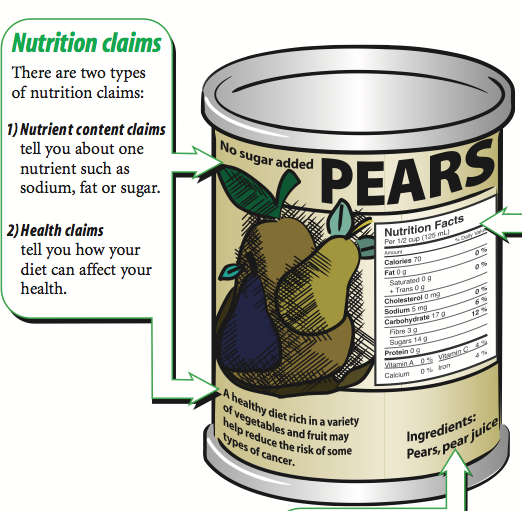 Nutrition claims
There are two types
of nutrition claims:
1) Nutrient content claims
tell you about one
nutrient such as
sodium, fat or sugar.
2) Health claims
tell you how your
diet can affect your
health.
No sugar added
PEARS
Nutrition Facts
Per 1/2 cup (125 mL)
Amount % Daily Value
Calories 70
Fat 0 g 0 %
Saturated 0 g
+ Trans 0 g 0 %
Cholesterol 0 mg
Sodium 5 mg 0 %
Carbohydrate 17 g 6 %
Fibre 3 g 12 %
Sugars 14 g
Protein 0 g
Vitamin A 0 % Vitamin C 4 %
Calcium 0 % Iron 4 %
A healthy diet rich in a variety
of vegetables and fruit may
help reduce the risk of some
types of cancer.
Ingredients:
Pears, pear juice